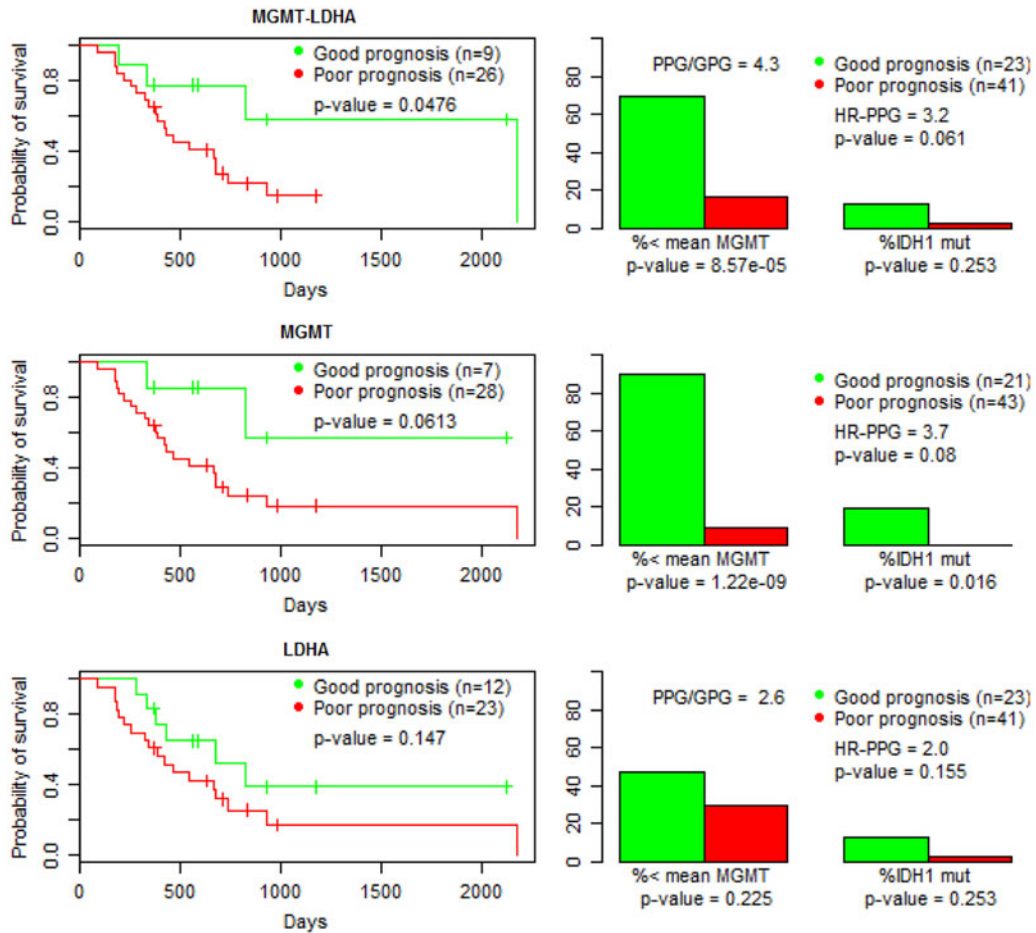 MGMT-LDHA
Probability of survival
0.0 0.4 0.8
Good prognosis (n=9)
Poor prognosis (n=26)
p-value = 0.0476
0 500 1000 1500 2000
Days
0 20 40 60 80
PPG/GPG = 4.3
Good prognosis (n=23)
Poor prognosis (n=41)
HR-PPG = 3.2
p-value = 0.061
%< mean MGMT
p-value = 8.57e-05
%IDH1 mut
p-value = 0.253
MGMT
Probability of survival
0.0 0.4 0.8
Good prognosis (n=7)
Poor prognosis (n=28)
p-value = 0.0613
0 500 1000 1500 2000
Days
0 20 40 60 80
Good prognosis (n=21)
Poor prognosis (n=43)
HR-PPG = 3.7
p-value = 0.08
%< mean MGMT
p-value = 1.22e-09
%IDH1 mut
p-value = 0.016
LDHA
Probability of survival
0.0 0.4 0.8
Good prognosis (n=12)
Poor prognosis (n=23)
p-value = 0.147
0 500 1000 1500 2000
Days
0 20 40 60 80
PPG/GPG = 2.6
Good prognosis (n=23)
Poor prognosis (n=41)
HR-PPG = 2.0
p-value = 0.155
%< mean MGMT
p-value = 0.225
%IDH1 mut
p-value = 0.253